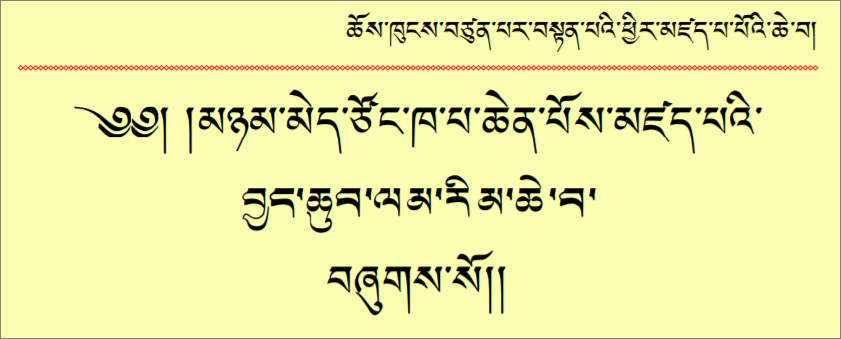 ཆོས་ཁུངས་བཙུན་པར་བསྟན་པའི་ཕྱིར་མཛད་པ་པོའི་ཆེ་བ།
༄༅། །མཉམ་མེད་ཙོང་ཁ་པ་ཆེན་པོས་མཛད་པའི་
བྱང་ཆུབ་ལམ་རིམ་ཆེ་བ་
བཞུགས་སོ།།